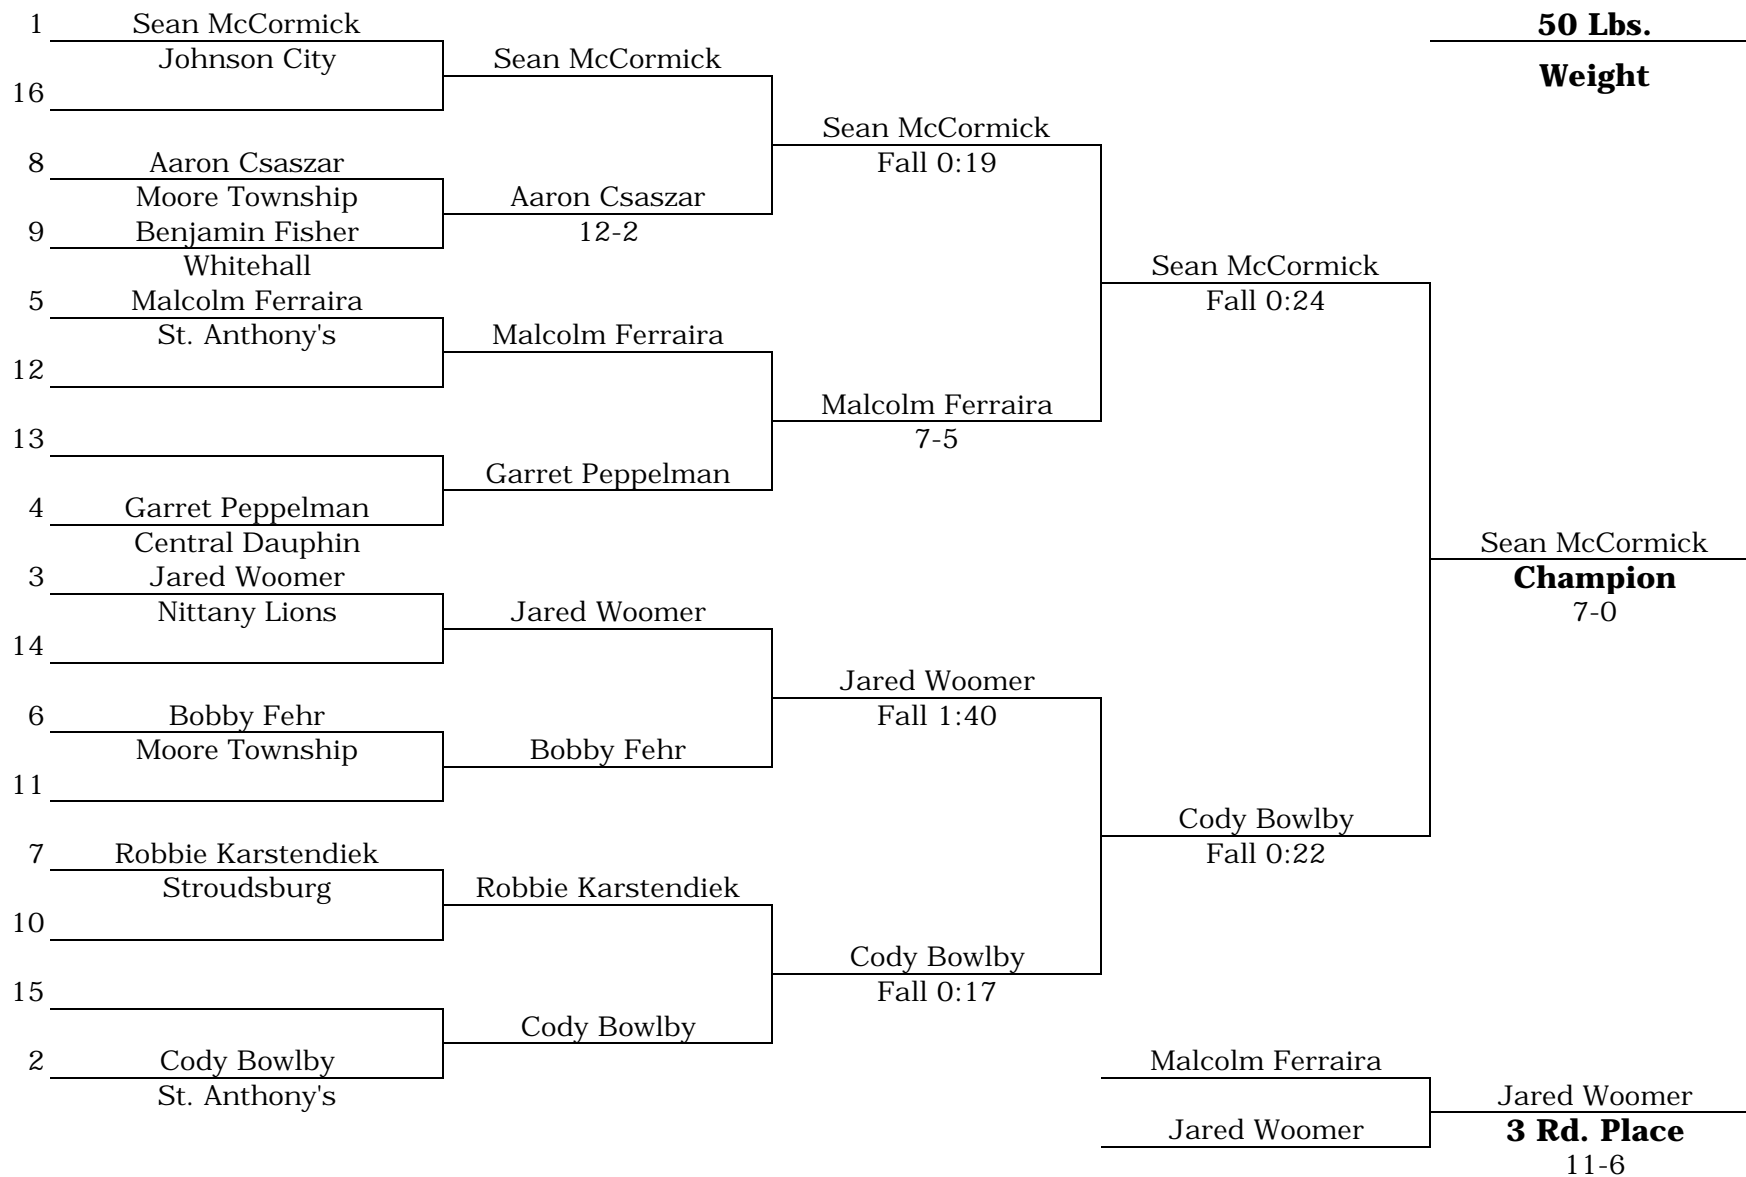 1 Sean McCormick
Johnson City
16
8 Aaron Csaszar
Moore Township
9 Benjamin Fisher
Whitehall
5 Malcolm Ferraira
St. Anthony's
12
13
4 Garret Peppelman
Central Dauphin
3 Jared Woomer
Nittany Lions
14
6 Bobby Fehr
Moore Township
11
7 Robbie Karstendiek
Stroudsburg
10
15
2 Cody Bowlby
St. Anthony's
Sean McCormick
Aaron Csaszar
12-2
Malcolm Ferraira
Garret Peppelman
Jared Woomer
Bobby Fehr
Robbie Karstendiek
Cody Bowlby
Sean McCormick
Fall 0:19
Malcolm Ferraira
7-5
Jared Woomer
Fall 1:40
Cody Bowlby
Fall 0:17
Sean McCormick
Fall 0:24
Cody Bowlby
Fall 0:22
Malcolm Ferraira
Jared Woomer
50 Lbs.
Weight
Sean McCormick
Champion
7-0
Jared Woomer
3 Rd. Place
11-6